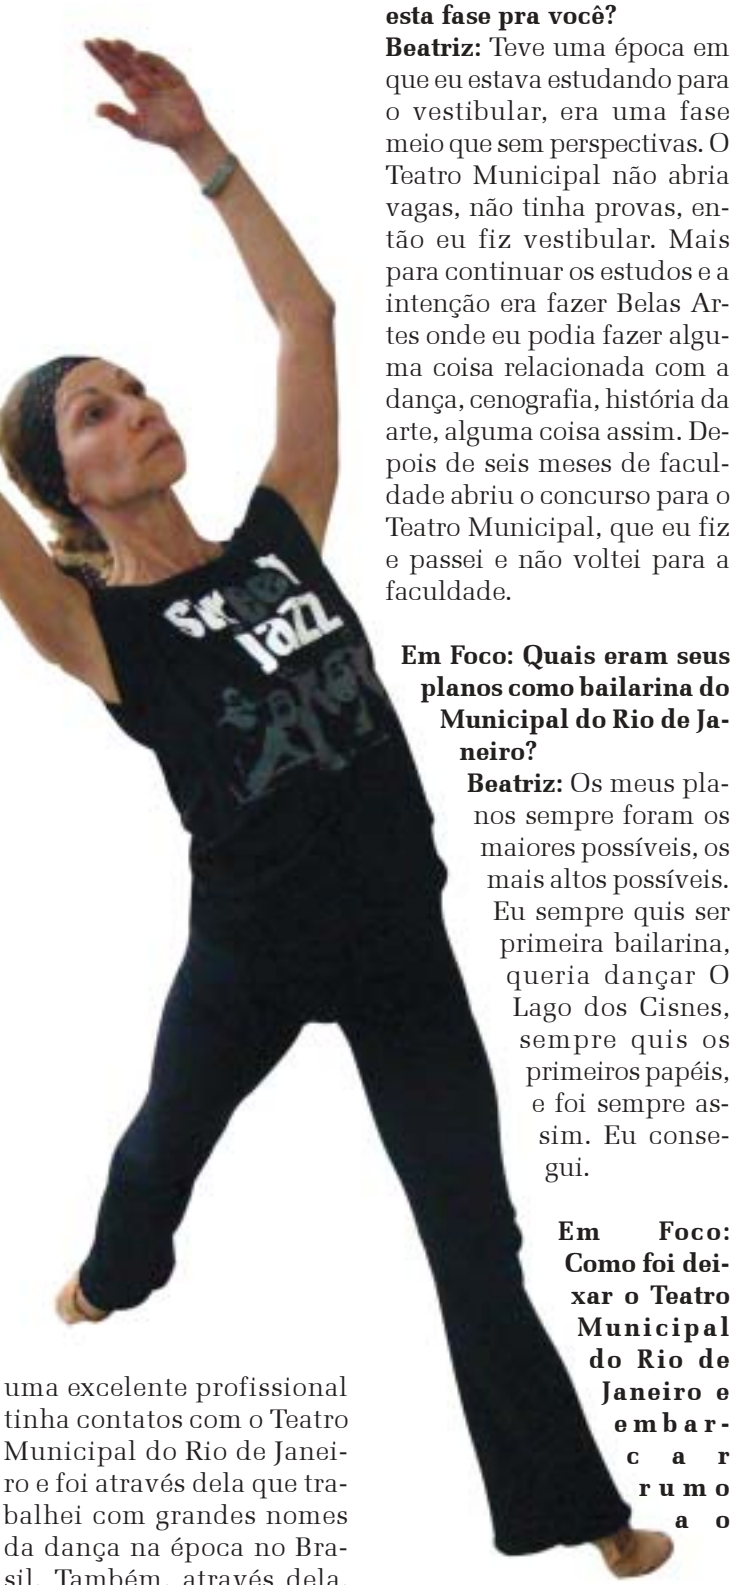 uma excelente profissional
tinha contatos com o Teatro
Municipal do Rio de Janei-
ro e foi através dela que tra-
balhei com grandes nomes
da dança na época no Bra-
sil. Também, através dela,
esta fase pra você?
Beatriz: Teve uma época em
que eu estava estudando para
o vestibular, era uma fase
meio que sem perspectivas. O
Teatro Municipal não abria
vagas, não tinha provas, en-
tão eu fiz vestibular. Mais
para continuar os estudos e a
intenção era fazer Belas Ar-
tes onde eu podia fazer algu-
ma coisa relacionada com a
dança, cenografia, história da
arte, alguma coisa assim. De-
pois de seis meses de facul-
dade abriu o concurso para o
Teatro Municipal, que eu fiz
e passei e não voltei para a
faculdade.
Em Foco: Quais eram seus
planos como bailarina do
Municipal do Rio de Ja-
neiro?
Beatriz: Os meus pla-
nos sempre foram os
maiores possíveis, os
mais altos possíveis.
Eu sempre quis ser
primeira bailarina,
queria dançar O
Lago dos Cisnes,
sempre quis os
primeiros papéis,
e foi sempre as-
sim. Eu conse-
gui.
Em Foco:
Como foi dei-
xar o Teatro
Municipal
do Rio de
Janeiro e
embar-
car
rumo
ao
Street
Jazz